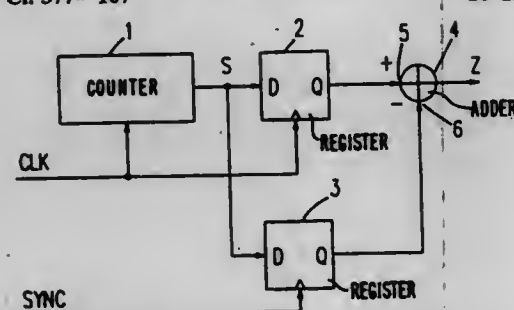 1
2
4
S
5
Z
COUNTER
D Q
+
-
ADDER
6
REGISTER
CLK
3
D Q
REGISTER
SYNC